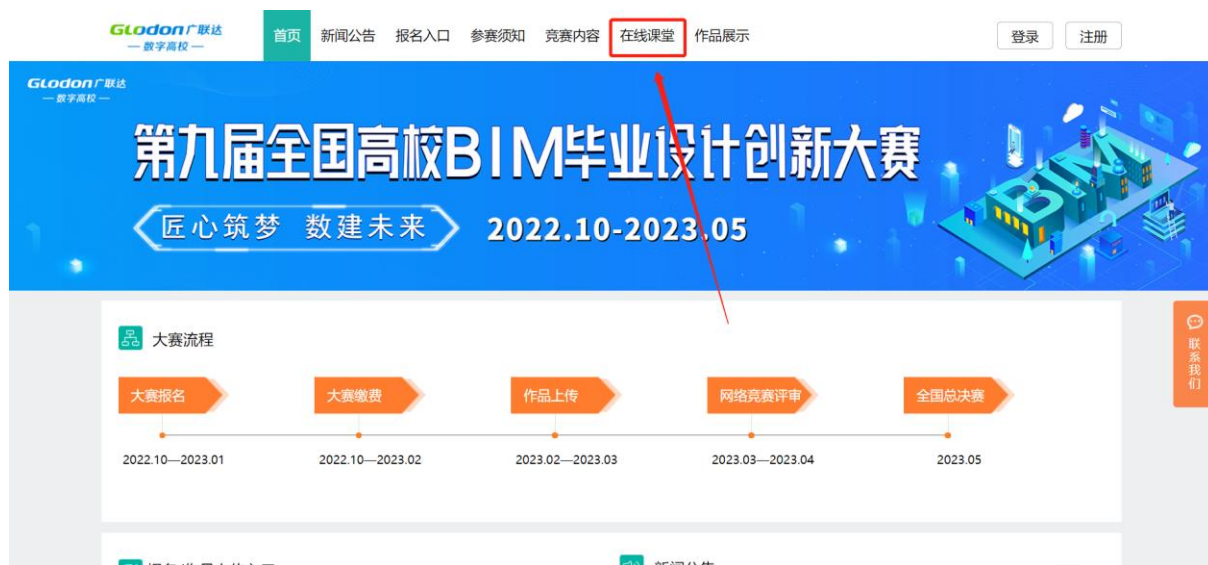 GLodon广联达
— 数字高校 —
首页 新闻公告 报名入口 参赛须知 竞赛内容 在线课堂 作品展示
登录 注册
GLodon广联达
— 数字高校 —
第九届全国高校BIM毕业设计创新大赛
匠心筑梦 数建未来 2022.10-2023.05
BIM
联系我们
大赛流程
大赛报名 大赛缴费 作品上传 网络竞赛评审 全国总决赛
2022.10—2023.01 2022.10—2023.02 2023.02—2023.03 2023.03—2023.04 2023.05
新闻公告